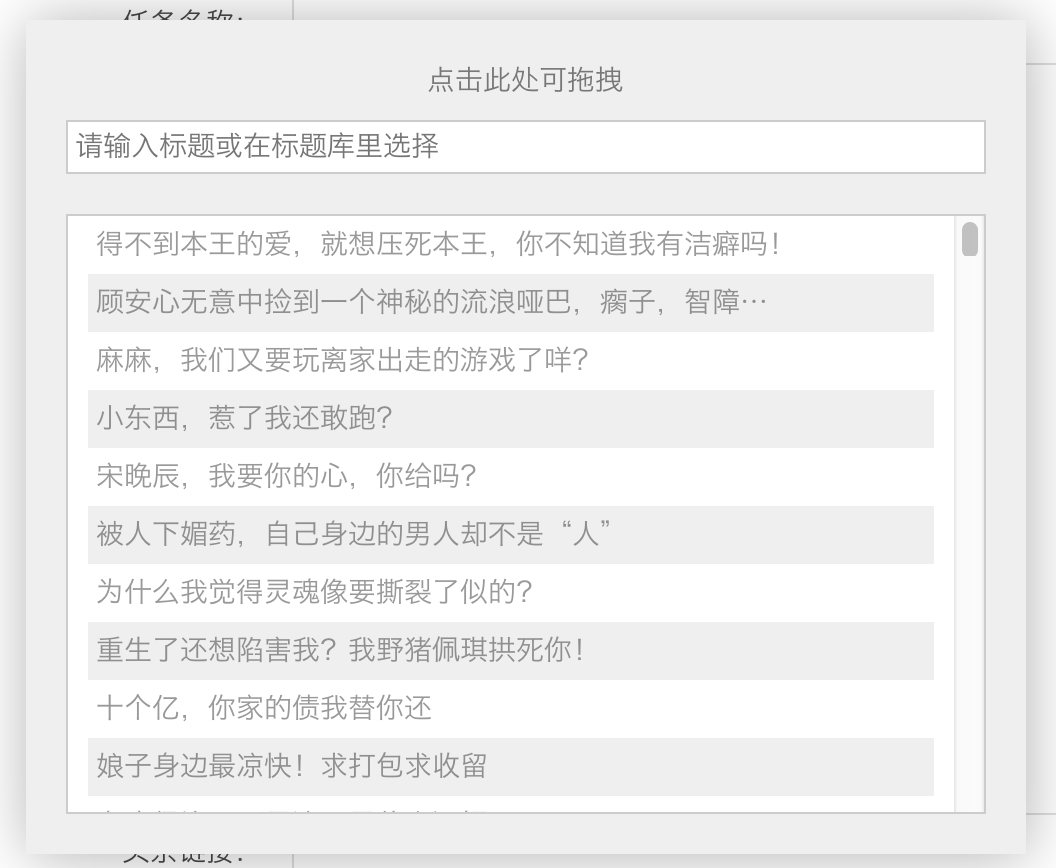 任务名称:
点击此处可拖拽
请输入标题或在标题库里选择
得不到本王的爱，就想压死本王，你不知道我有洁癖吗！
顾安心无意中捡到一个神秘的流浪哑巴，瘸子，智障…
麻麻，我们又要玩离家出走的游戏了咩？
小东西，惹了我还敢跑？
宋晚辰，我要你的心，你给吗？
被人下媚药，自己身边的男人却不是“人”
为什么我觉得灵魂像要撕裂了似的？
重生了还想陷害我？我野猪佩琪拱死你！
十个亿，你家的债我替你还
娘子身边最凉快！求打包求收留